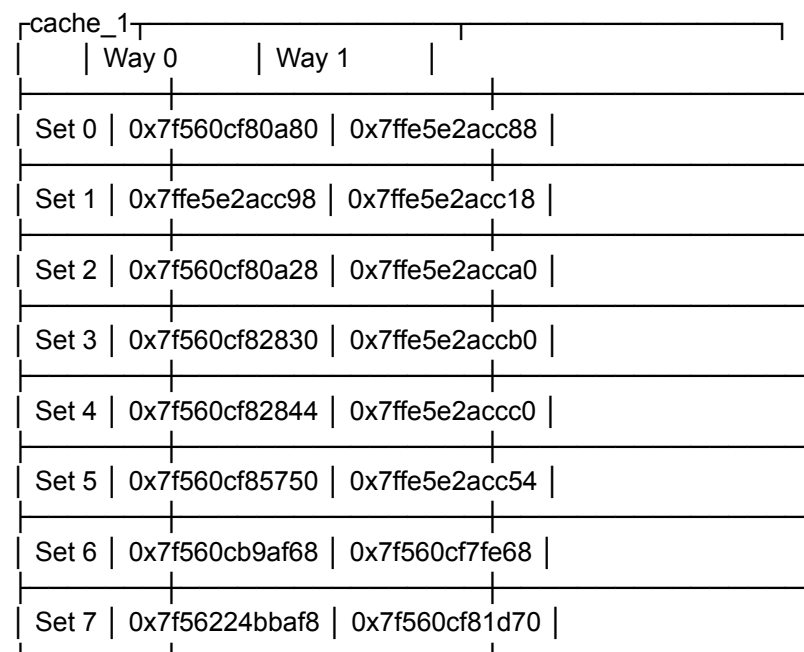 cache_1
Way 0 │ Way 1 │
│ Set 0 │ 0x7f560cf80a80 │ 0x7ffe5e2acc88 │
│ Set 1 │ 0x7ffe5e2acc98 │ 0x7ffe5e2acc18 │
│ Set 2 │ 0x7f560cf80a28 │ 0x7ffe5e2acca0 │
│ Set 3 │ 0x7f560cf82830 │ 0x7ffe5e2accb0 │
│ Set 4 │ 0x7f560cf82844 │ 0x7ffe5e2accc0 │
│ Set 5 │ 0x7f560cf85750 │ 0x7ffe5e2acc54 │
│ Set 6 │ 0x7f560cb9af68 │ 0x7f560cf7fe68 │
│ Set 7 │ 0x7f56224bbaf8 │ 0x7f560cf81d70 │